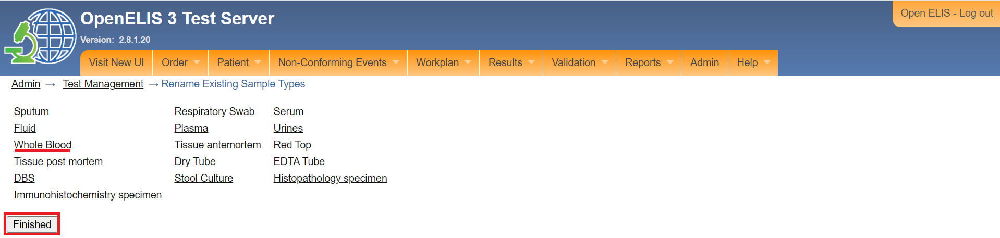 OpenELIS 3 Test Server
Open ELIS - Log out
Version: 2.8.1.20
Visit New UI Order Patient Non-Conforming Events Workplan Results Validation Reports Admin Help
Admin → Test Management → Rename Existing Sample Types
Sputum Respiratory Swab Serum
Fluid Plasma Urines
Whole Blood Tissue antemortem Red Top
Tissue post mortem Dry Tube EDTA Tube
DBS Stool Culture Histopathology specimen
Immunohistochemistry specimen
Finished